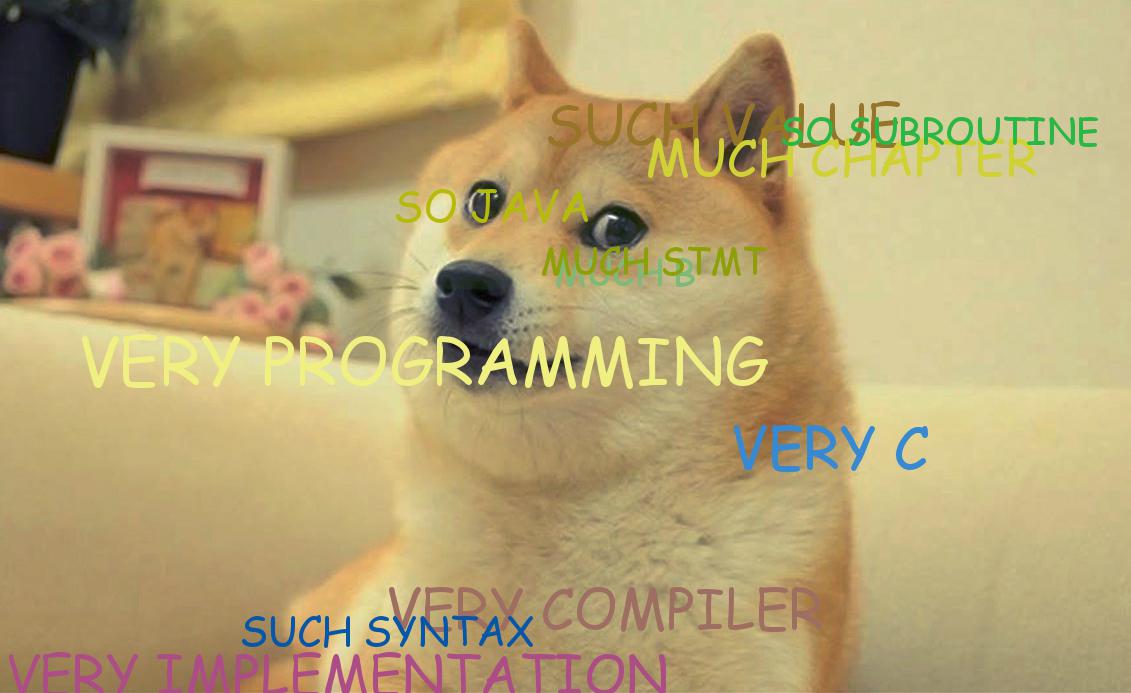 SUCH VALUE
SO SUBROUTINE
MUCH CHAPTER
SO JAVA
MUCH STMT
MUCH B
VERY PROGRAMMING
VERY C
VERY COMPILER
SUCH SYNTAX
VERY IMPLEMENTATION